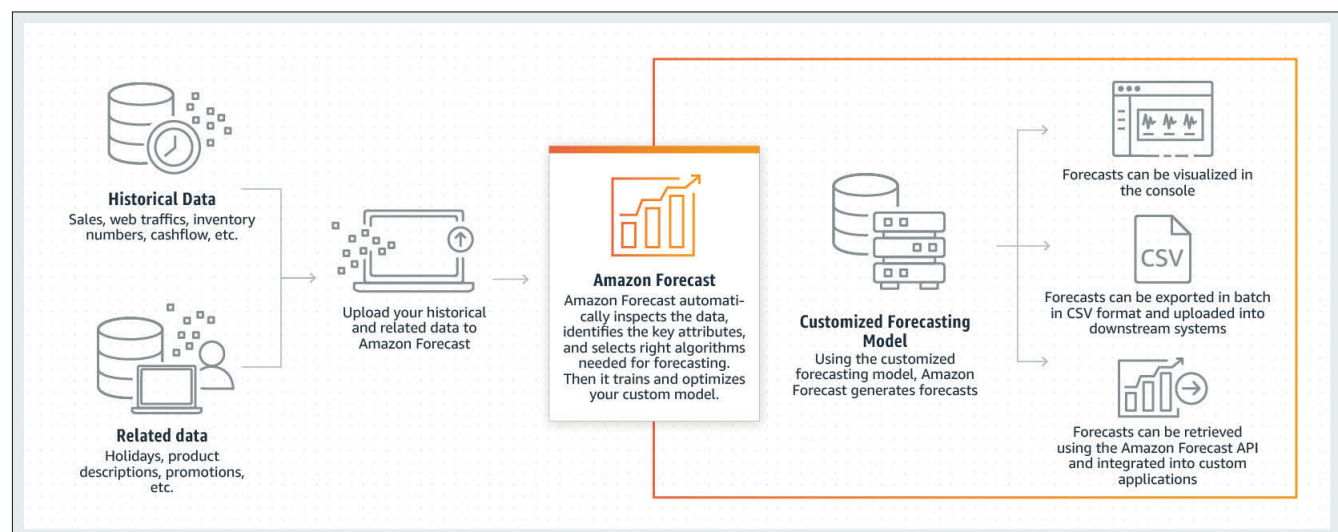 Historical Data
Sales, web traffics, inventory
numbers, cashflow, etc.
Related data
Holidays, product
descriptions, promotions,
etc.
Upload your historical
and related data to
Amazon Forecast
Amazon Forecast
Amazon Forecast automati-
cally inspects the data,
identifies the key attributes,
and selects right algorithms
needed for forecasting.
Then it trains and optimizes
your custom model.
Customized Forecasting
Model
Using the customized
forecasting model, Amazon
Forecast generates forecasts
Forecasts can be visualized in
the console
CSV
Forecasts can be exported in batch
in CSV format and uploaded into
downstream systems
Forecasts can be retrieved
using the Amazon Forecast API
and integrated into custom
applications